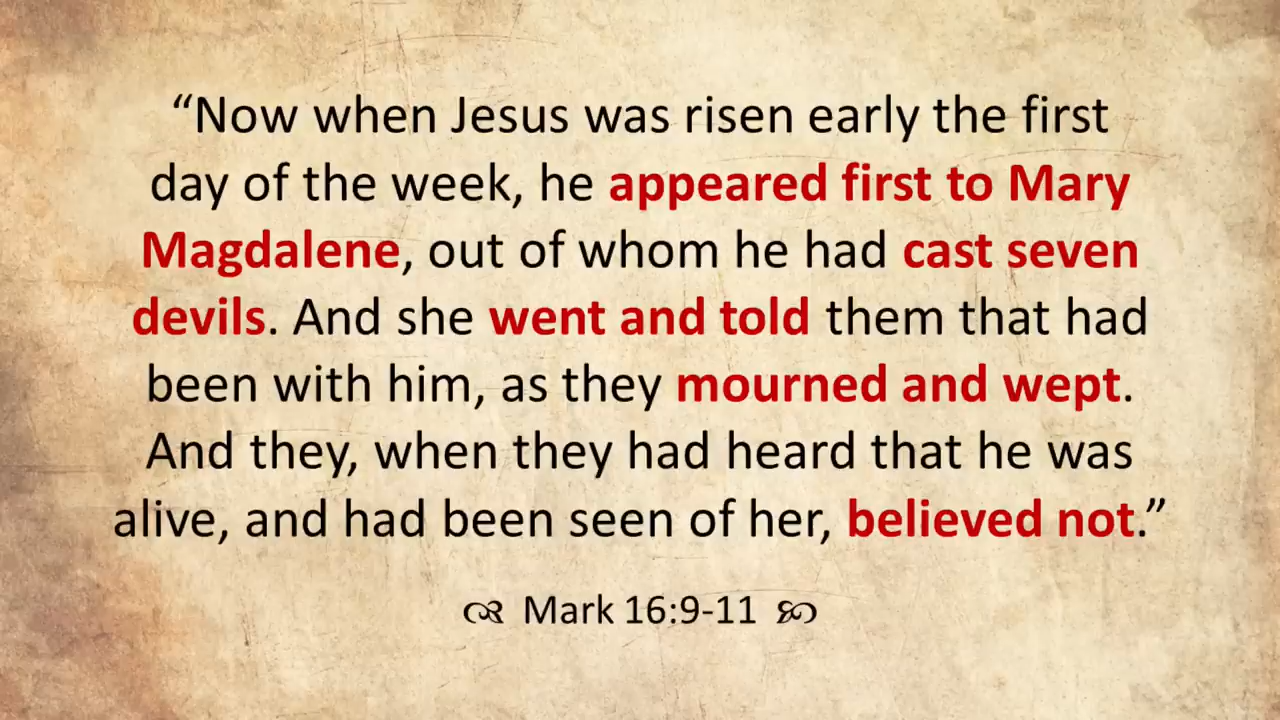 “Now when Jesus was risen early the first
day of the week, he appeared first to Mary
Magdalene, out of whom he had cast seven
devils. And she went and told them that had
been with him, as they mourned and wept.
And they, when they had heard that he was
alive, and had been seen of her, believed not.”
Mark 16:9-11